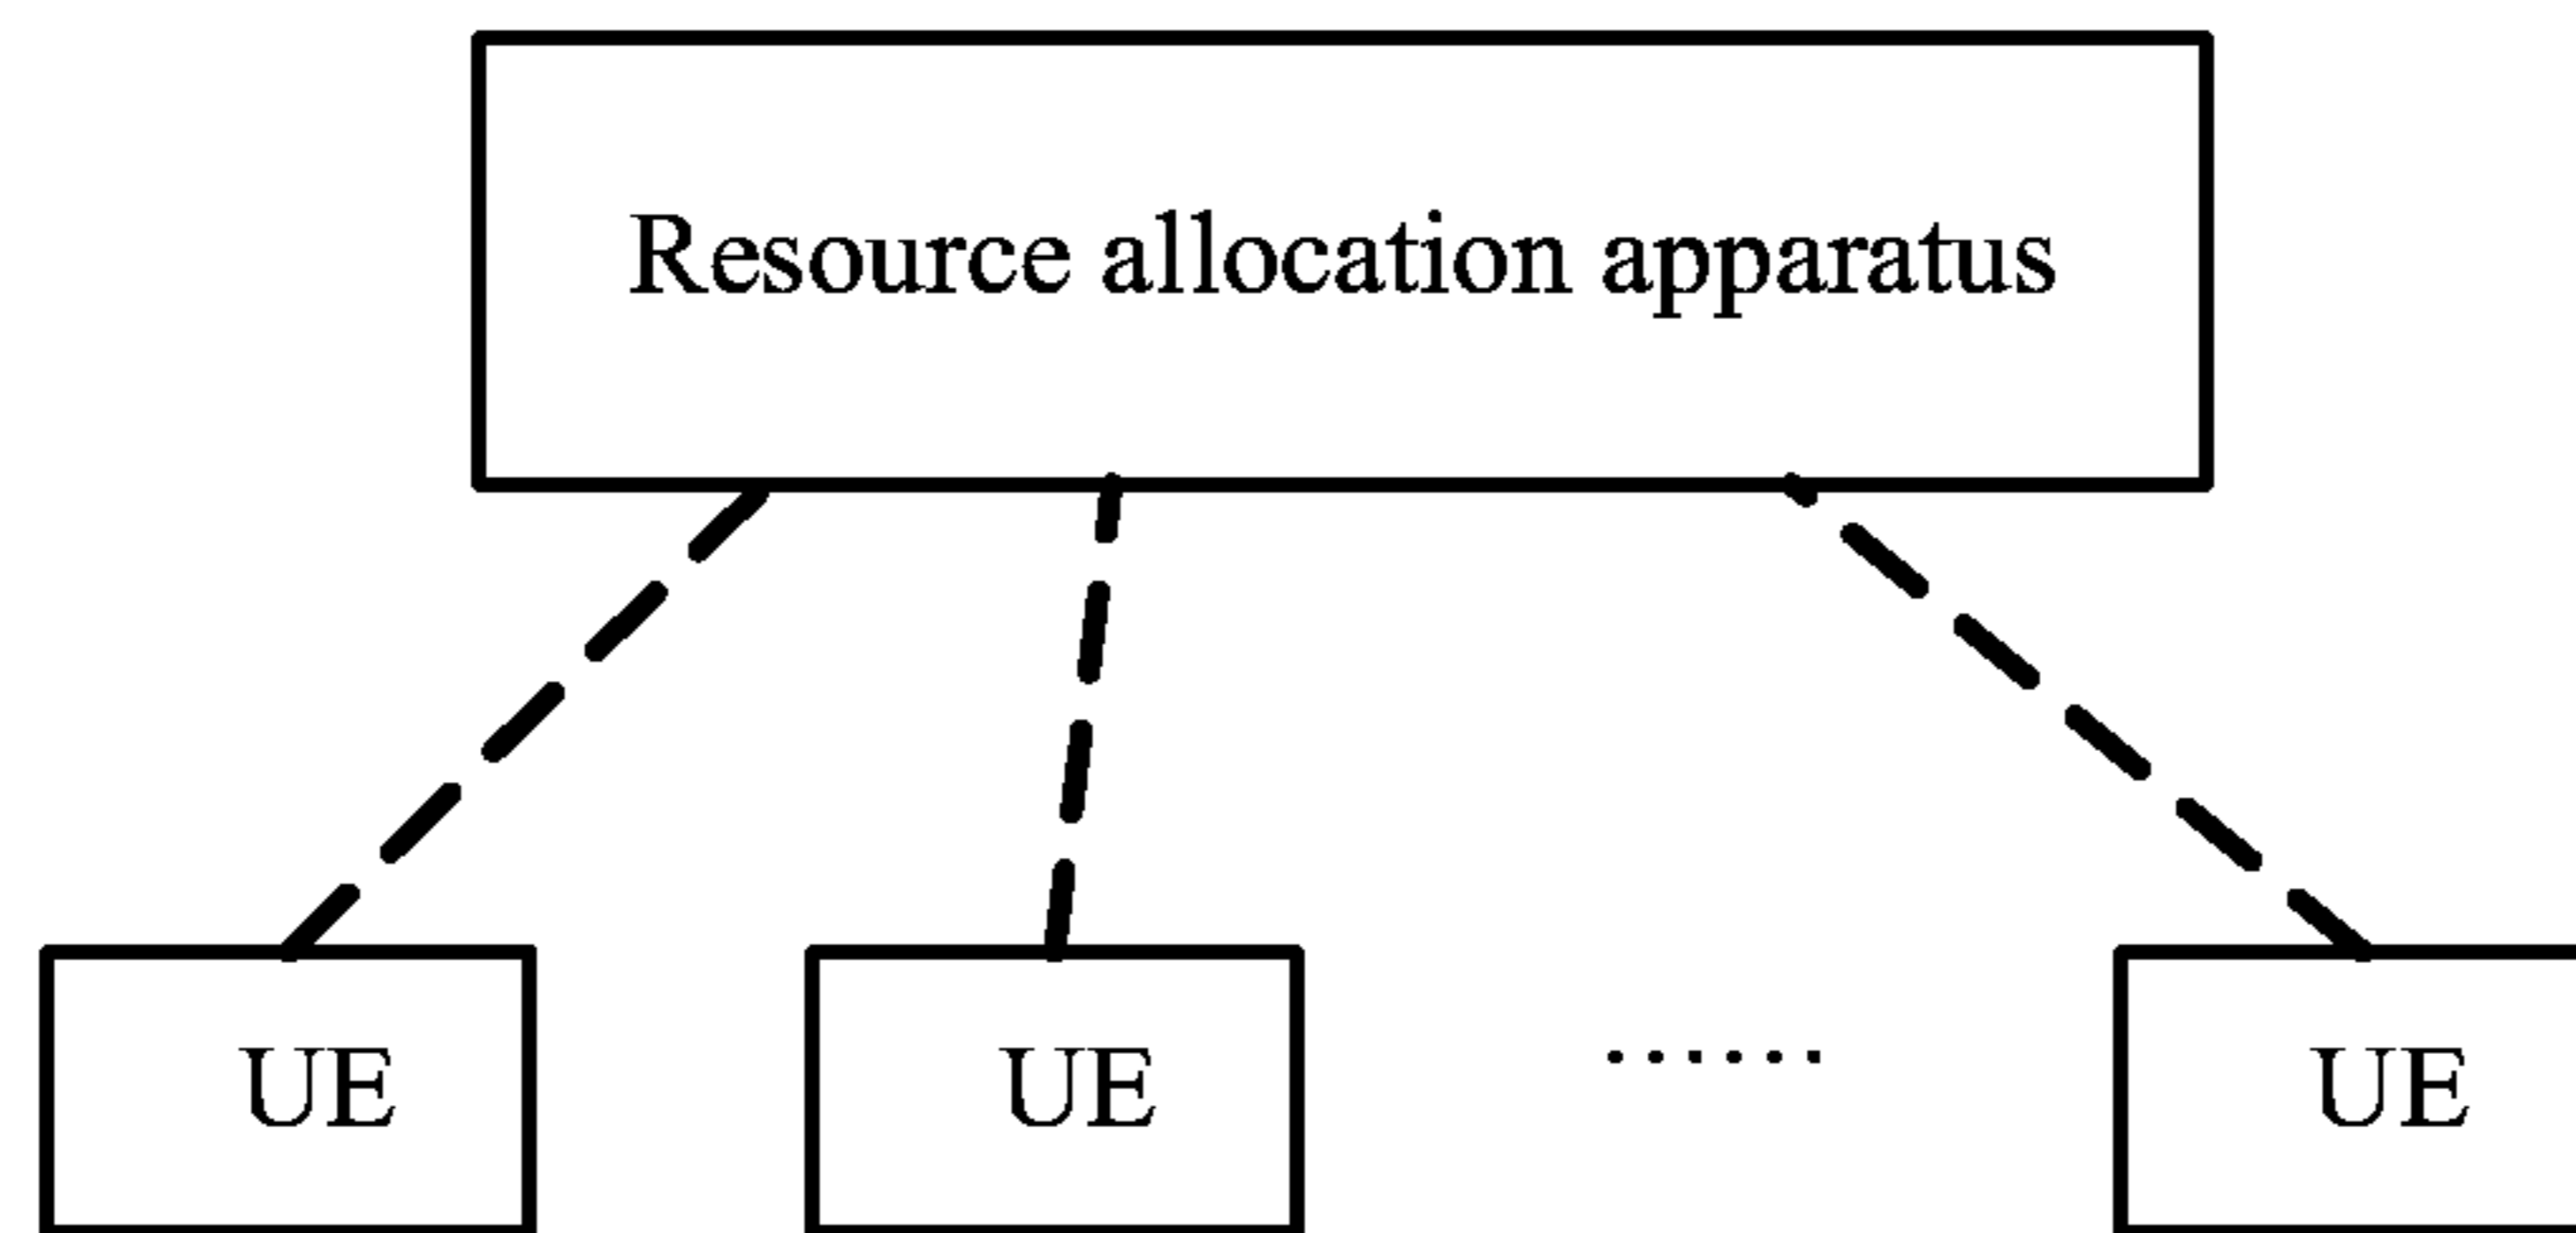 Resource allocation apparatus
UE
UE
......
UE